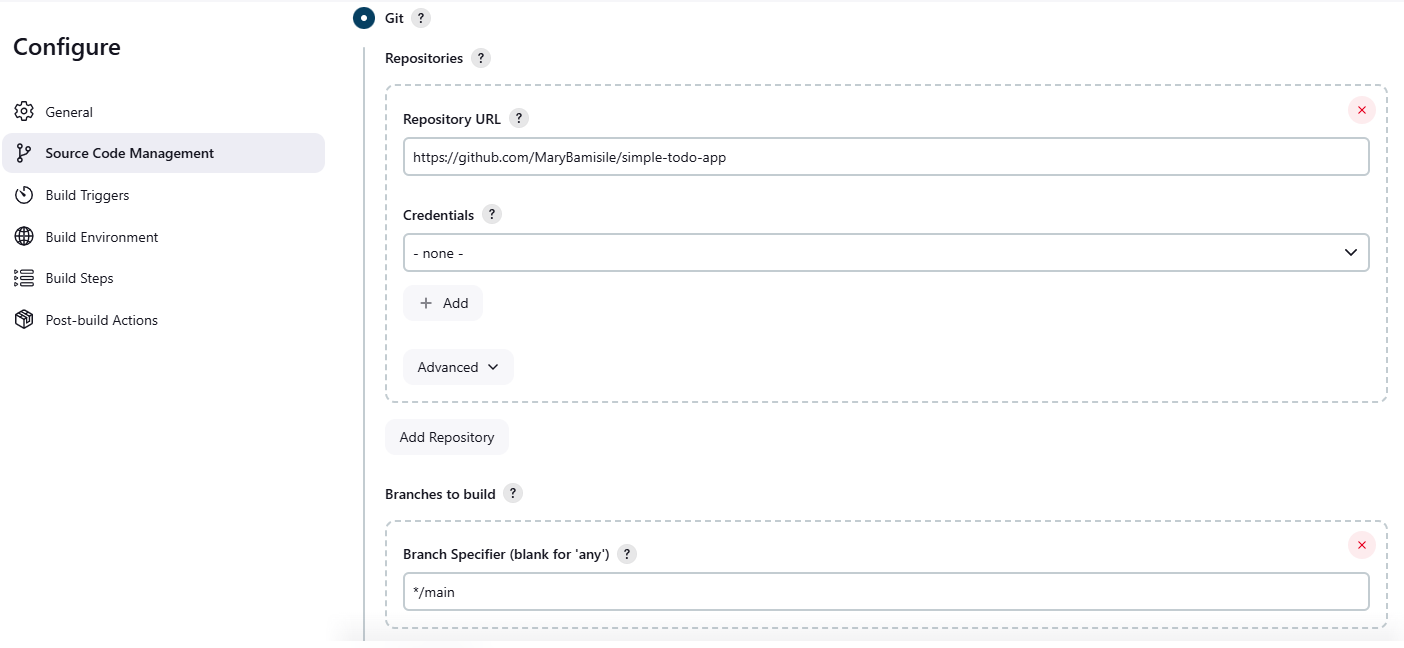 Configure
General
Source Code Management
Build Triggers
Build Environment
Build Steps
Post-build Actions
Git ?
Repositories ?
Repository URL ?
https://github.com/MaryBamisile/simple-todo-app
Credentials ?
- none -
+ Add
Advanced
Add Repository
Branches to build ?
Branch Specifier (blank for 'any') ?
*/main